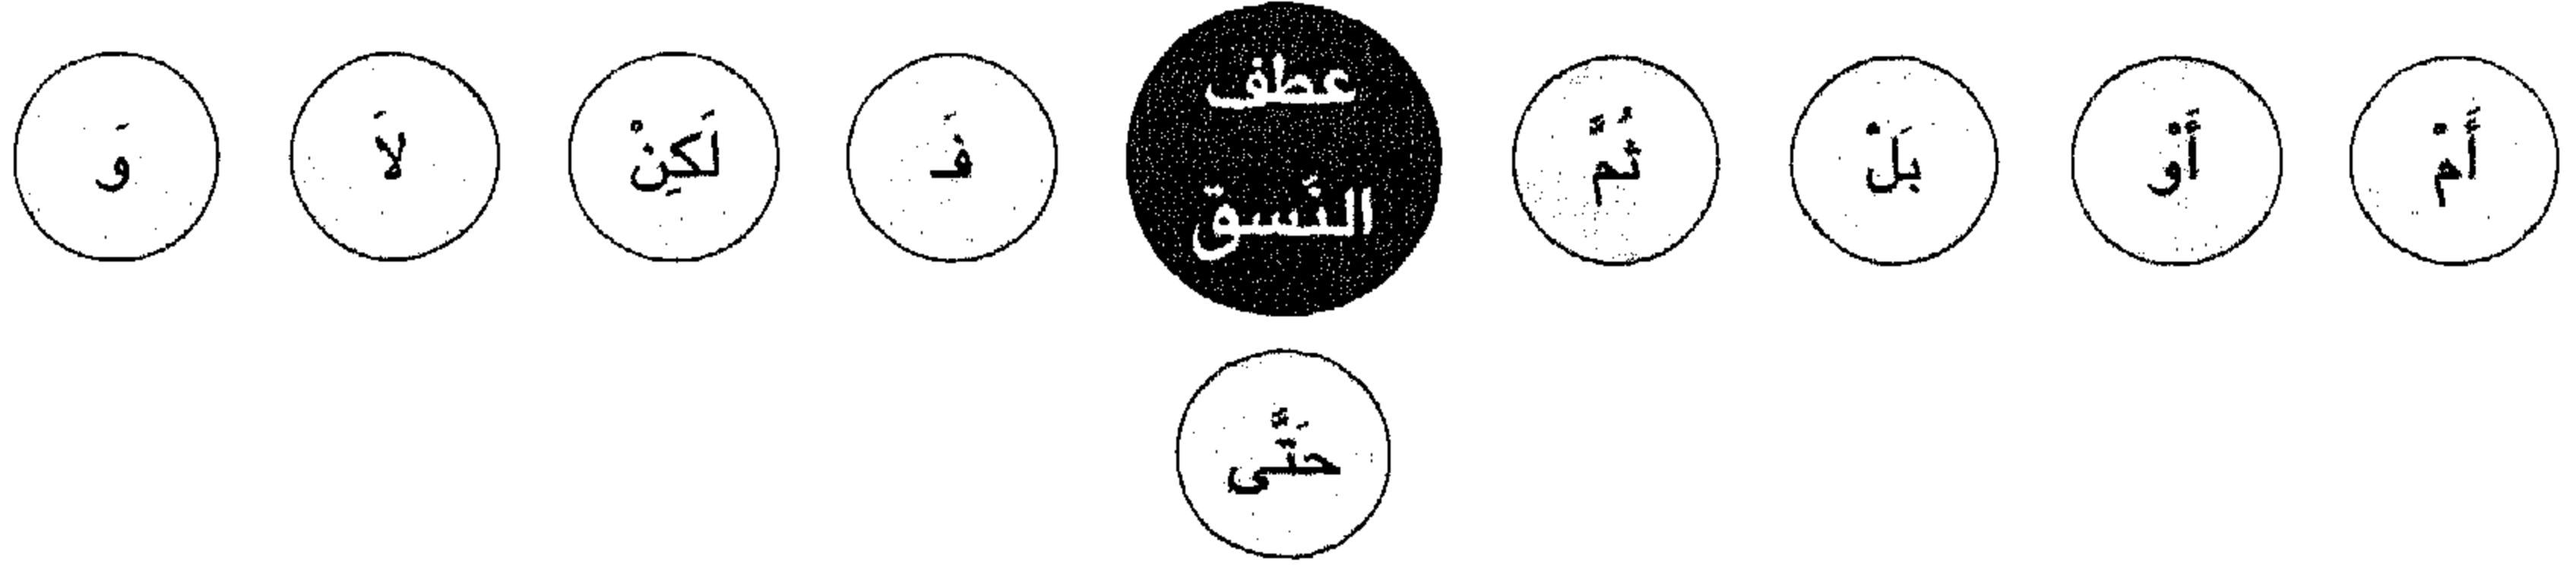 أَمْ
أَوْ
بَلْ
ثُمَّ
عطف
النَّسق
فَـ
لَكِنْ
لاَ
وَ
حَتَّى